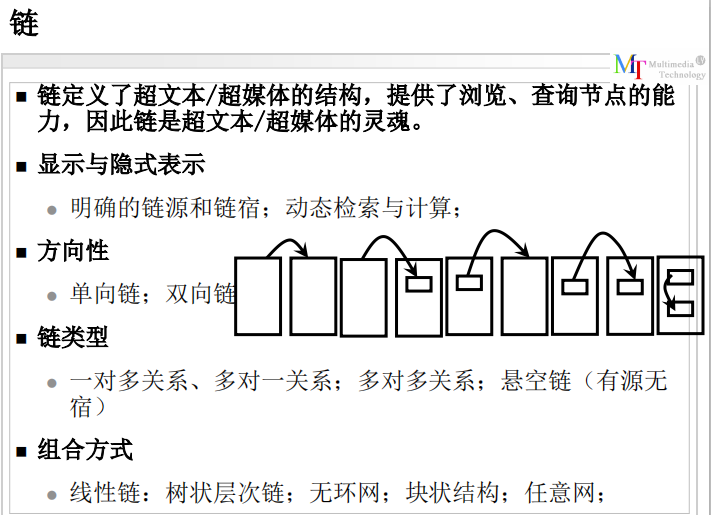 链
MT Multimedia
Technology
■ 链定义了超文本/超媒体的结构，提供了浏览、查询节点的能
力，因此链是超文本/超媒体的灵魂。
■ 显示与隐式表示
● 明确的链源和链宿；动态检索与计算；
■ 方向性
● 单向链；双向链
■ 链类型
● 一对多关系、多对一关系；多对多关系；悬空链（有源无
宿）
■ 组合方式
● 线性链：树状层次链；无环网；块状结构；任意网；